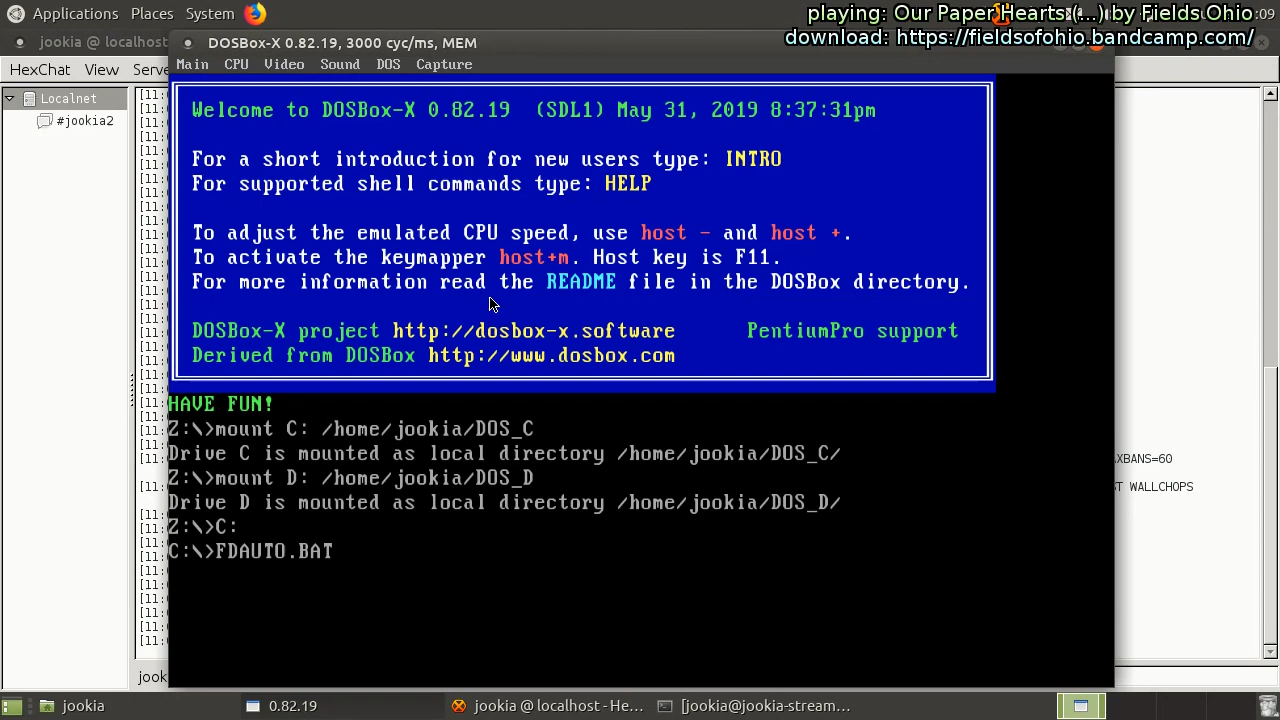 Applications Places System
:09
playing: Our Paper Hearts (...) by Fields Ohio
download: https://fieldsofohio.bandcamp.com/
jookia @ localhost
DOSBox-X 0.82.19, 3000 cyc/ms, MEM
HexChat View Serve
Main CPU Video Sound DOS Capture
Localnet
#jookia2
Welcome to DOSBox-X 0.82.19 (SDL1) May 31, 2019 8:37:31pm
For a short introduction for new users type: INTRO
For supported shell commands type: HELP
To adjust the emulated CPU speed, use host - and host +.
To activate the keymapper host+m. Host key is F11.
For more information read the README file in the DOSBox directory.
DOSBox-X project http://dosbox-x.software PentiumPro support
Derived from DOSBox http://www.dosbox.com
HAVE FUN!
Z:\>mount C: /home/jookia/DOS_C
Drive C is mounted as local directory /home/jookia/DOS_C/
XBANS=60
Z:\>mount D: /home/jookia/DOS_D
ST WALLCHOPS
Drive D is mounted as local directory /home/jookia/DOS_D/
Z:\>C:
C:\>FDAUTO.BAT
jook
jookia
0.82.19
jookia @ localhost - He...
[jookia@jookia-stream...